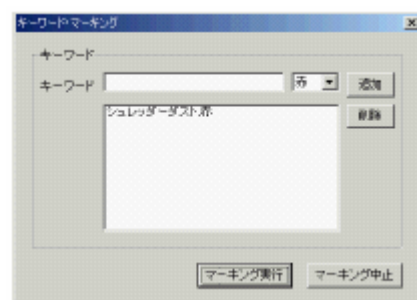 キーワードマーキング
キーワード
キーワード 赤 追加
シュレッダーダスト,赤 削除
マーキング実行 マーキング中止